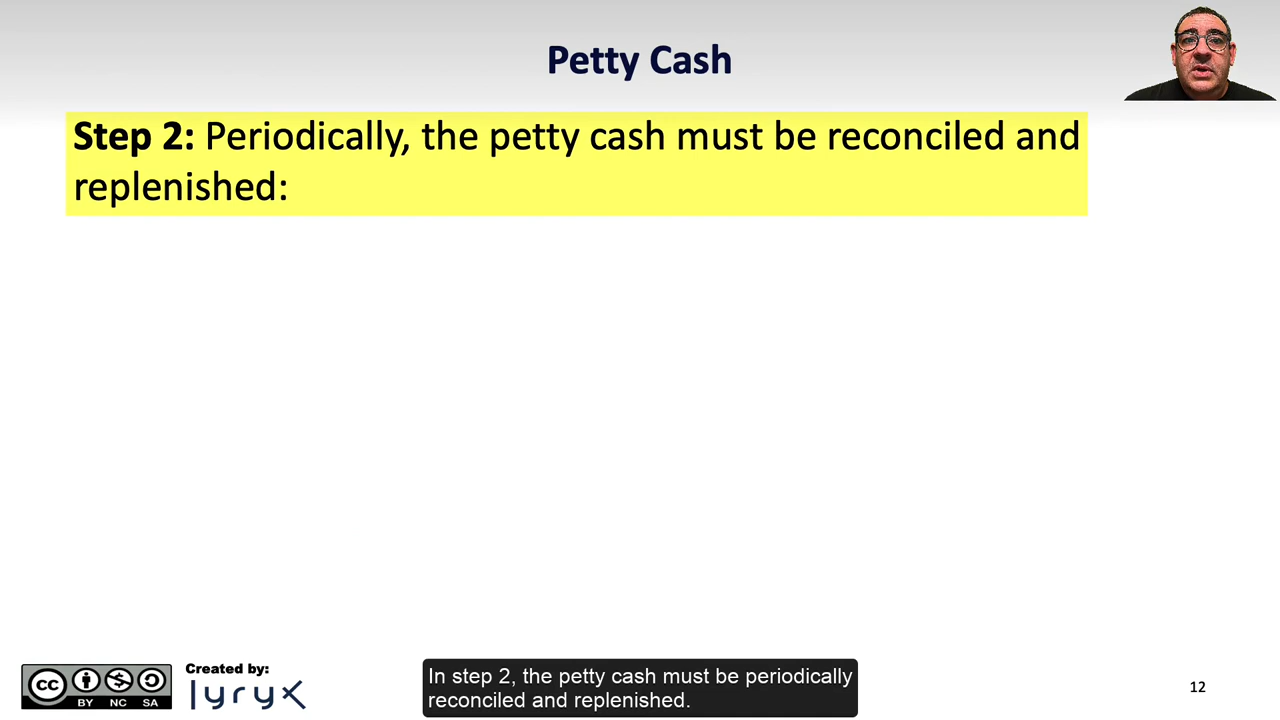 Petty Cash
Step 2: Periodically, the petty cash must be reconciled and
replenished:
CC
BY NC SA
Created by:
lyryx
In step 2, the petty cash must be periodically
reconciled and replenished.
12